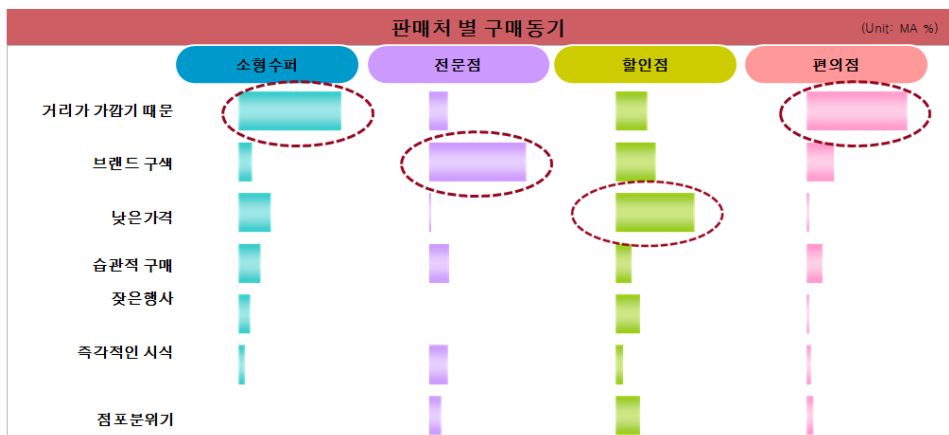 판매처 별 구매동기
(Unit: MA %)
소형수퍼 전문점 할인점 편의점
거리가 가깝기 때문
브랜드 구색
낮은가격
습관적 구매
잦은행사
즉각적인 시식
점포분위기